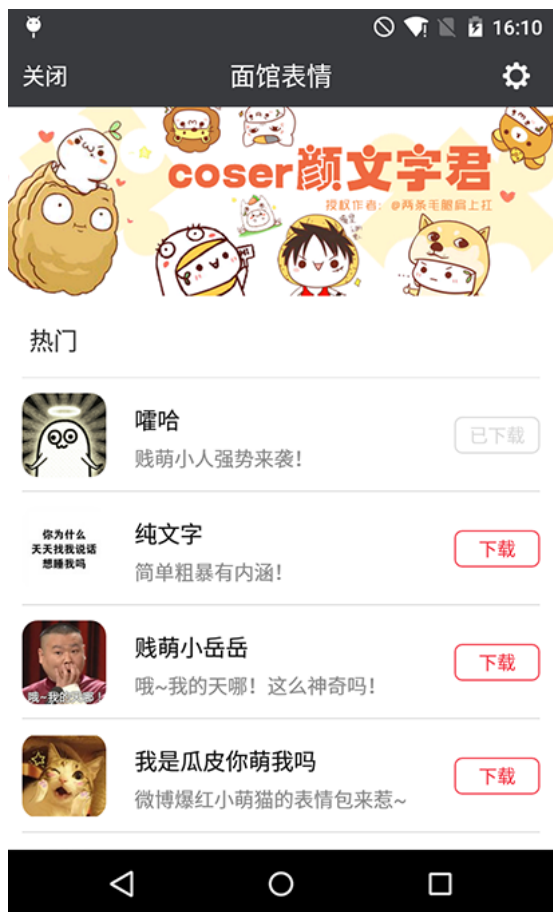 16:10
关闭
面馆表情
coser颜文字君
授权作者：@两条毛腿肩上扛
热门
嚯哈
已下载
贱萌小人强势来袭！
你为什么
天天找我说话
想睡我吗
纯文字
下载
简单粗暴有内涵！
贱萌小岳岳
下载
哦~我的天哪！这么神奇吗！
哦~我的天哪！
我是瓜皮你萌我吗
下载
微博爆红小萌猫的表情包来惹~